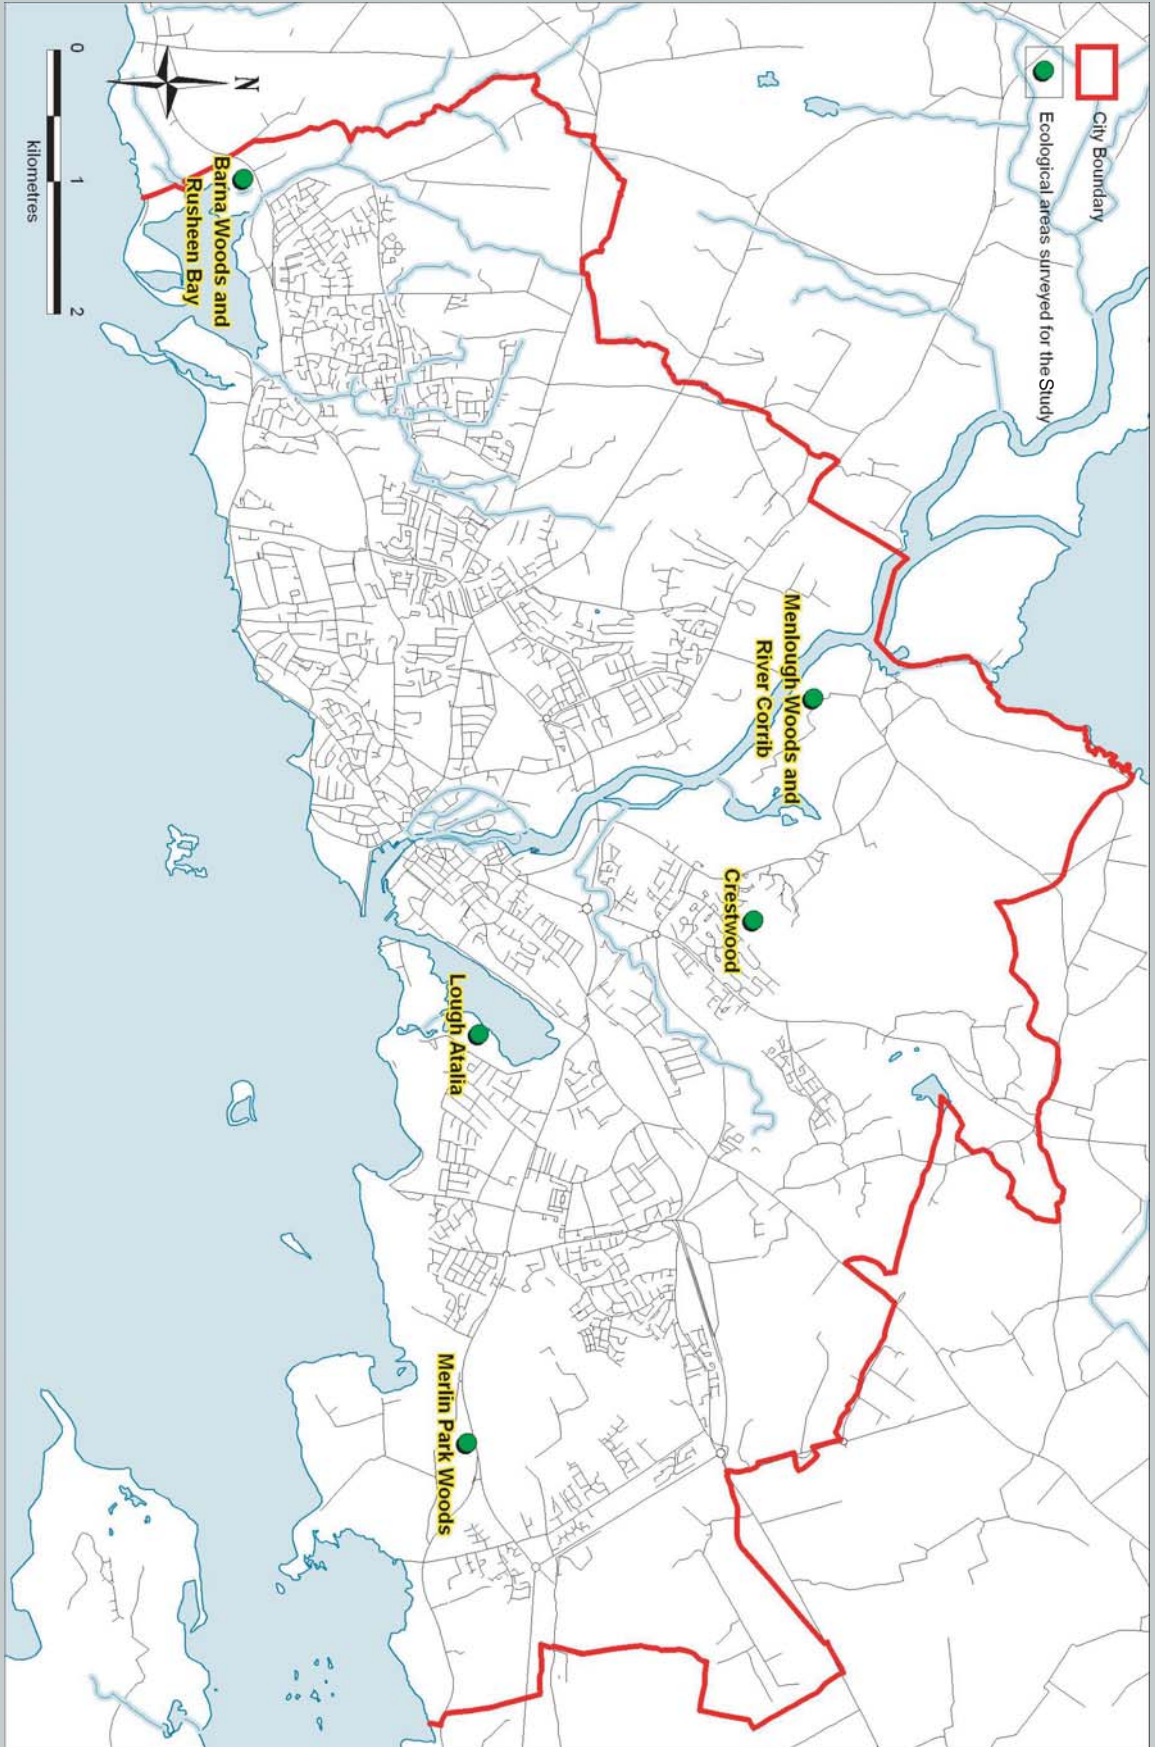 City Boundary
Ecological areas surveyed for the Study
Menlough Woods and
River Corrib
Crestwood
Lough Atalia
Merlin Park Woods
Barna Woods and
Rusheen Bay
N
0 1 2
kilometres